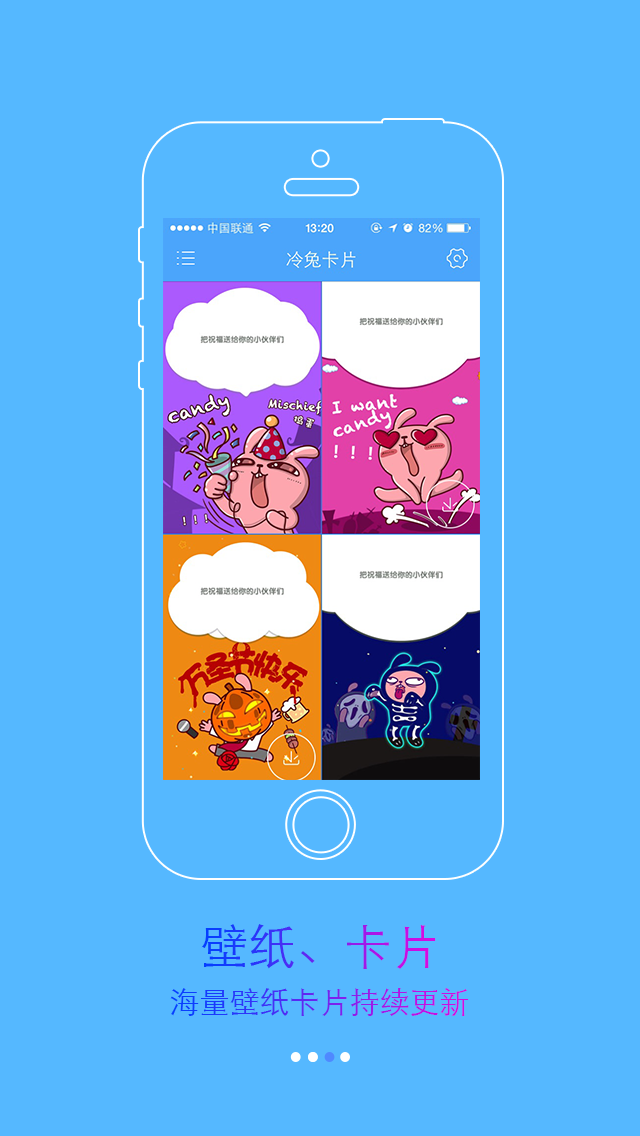 中国联通 13:20 82%
冷兔卡片
把祝福送给你的小伙伴们
candy
Mischief
捣蛋
! ! !
把祝福送给你的小伙伴们
I want
candy
! ! !
把祝福送给你的小伙伴们
万圣节快乐
把祝福送给你的小伙伴们
壁纸、卡片
海量壁纸卡片持续更新